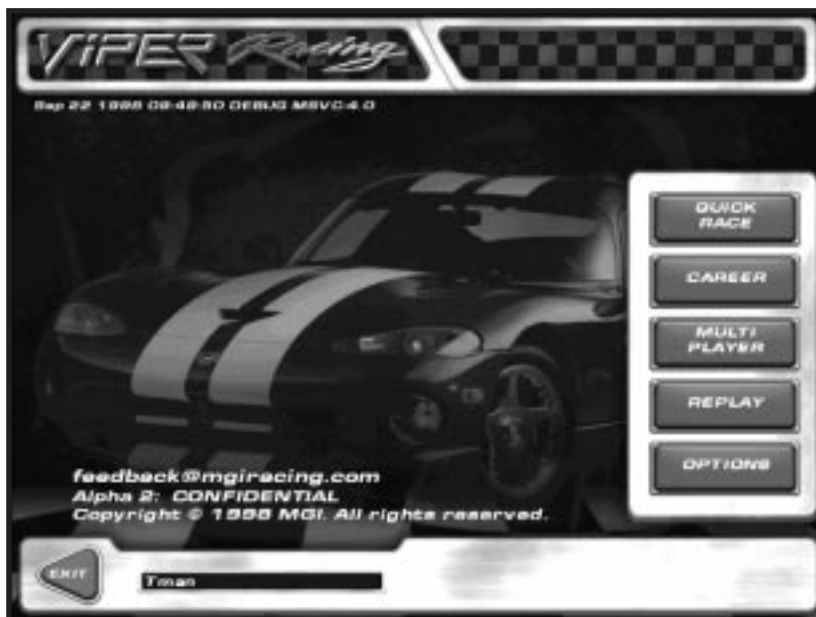 VIPER Racing
Sep 22 1998 09:49:50 DEBUG MSVC:4.0
QUICK
RACE
CAREER
MULTI
PLAYER
REPLAY
OPTIONS
feedback@mgiracing.com
Alpha 2: CONFIDENTIAL
Copyright © 1998 MGI. All rights reserved.
EXIT
Tman